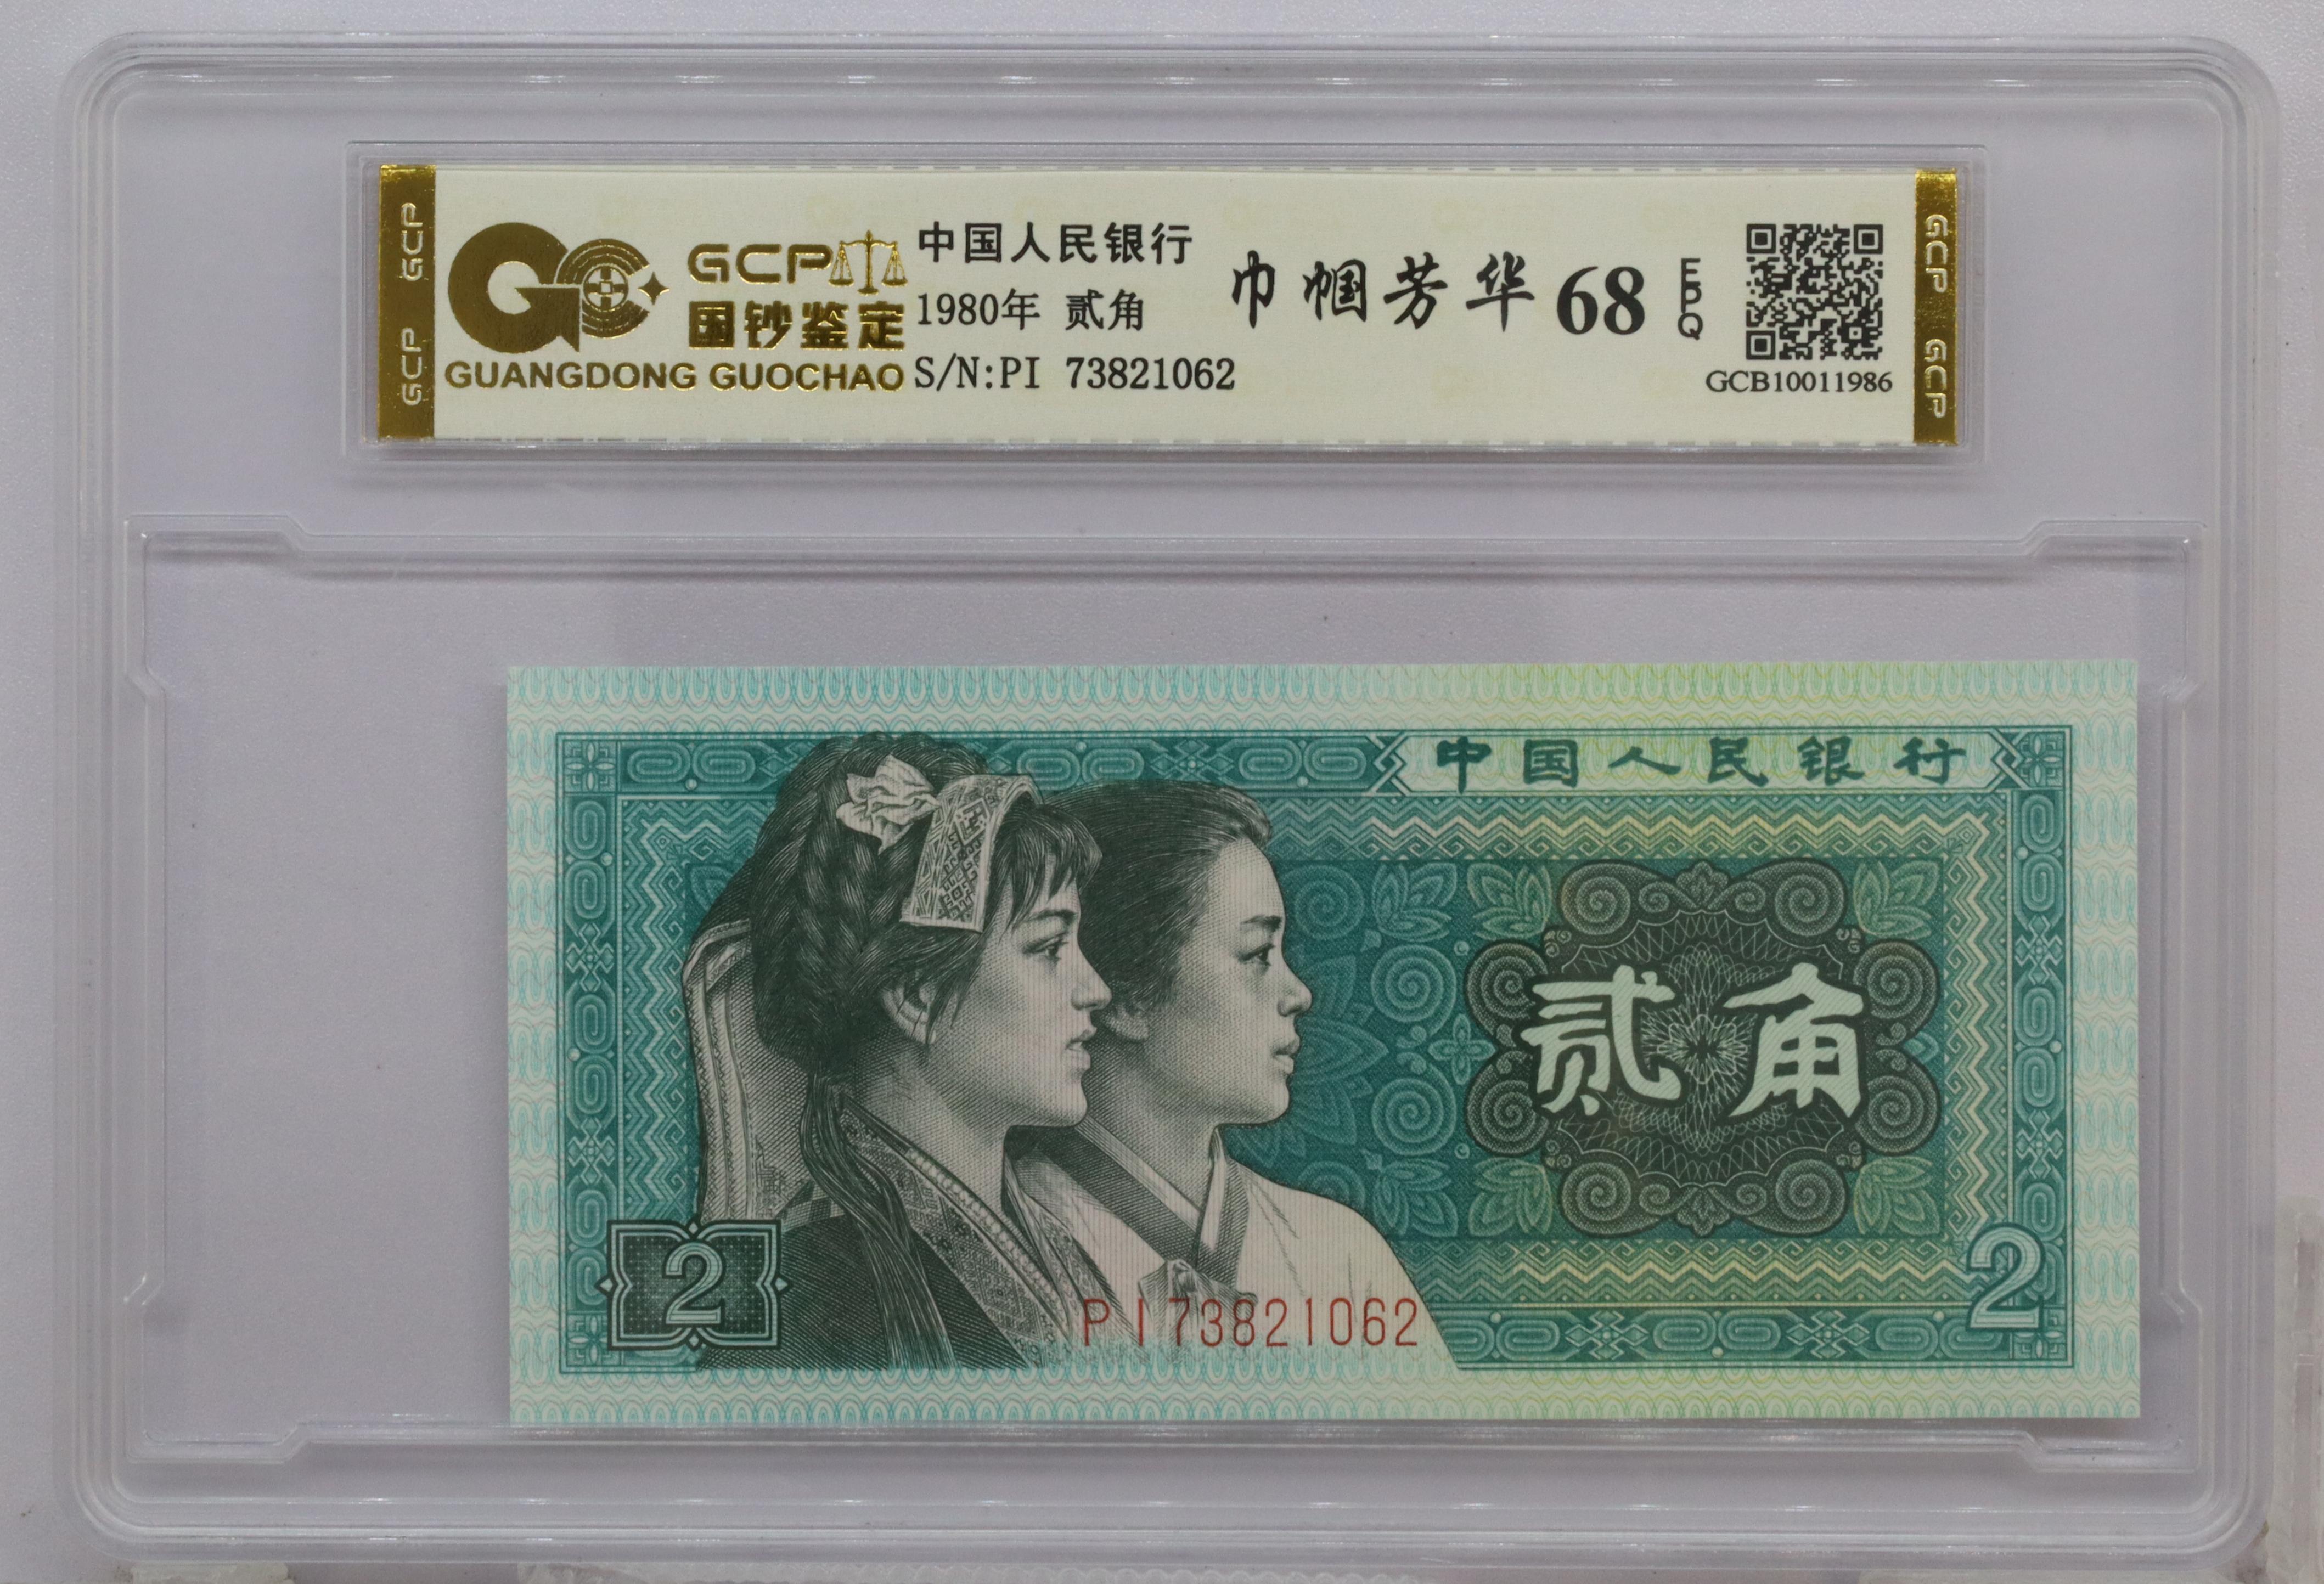 GCP GCP
GCP
国钞鉴定
GUANGDONG GUOCHAO
中国人民银行
1980年 贰角
S/N:PI 73821062
巾帼芳华 68 EPQ
GCB10011986
GCP GCP
中国人民银行
贰角
2
2
PI73821062